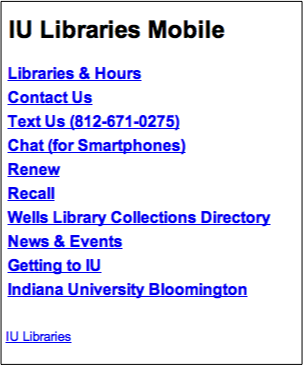 IU Libraries Mobile
Libraries & Hours
Contact Us
Text Us (812-671-0275)
Chat (for Smartphones)
Renew
Recall
Wells Library Collections Directory
News & Events
Getting to IU
Indiana University Bloomington
IU Libraries